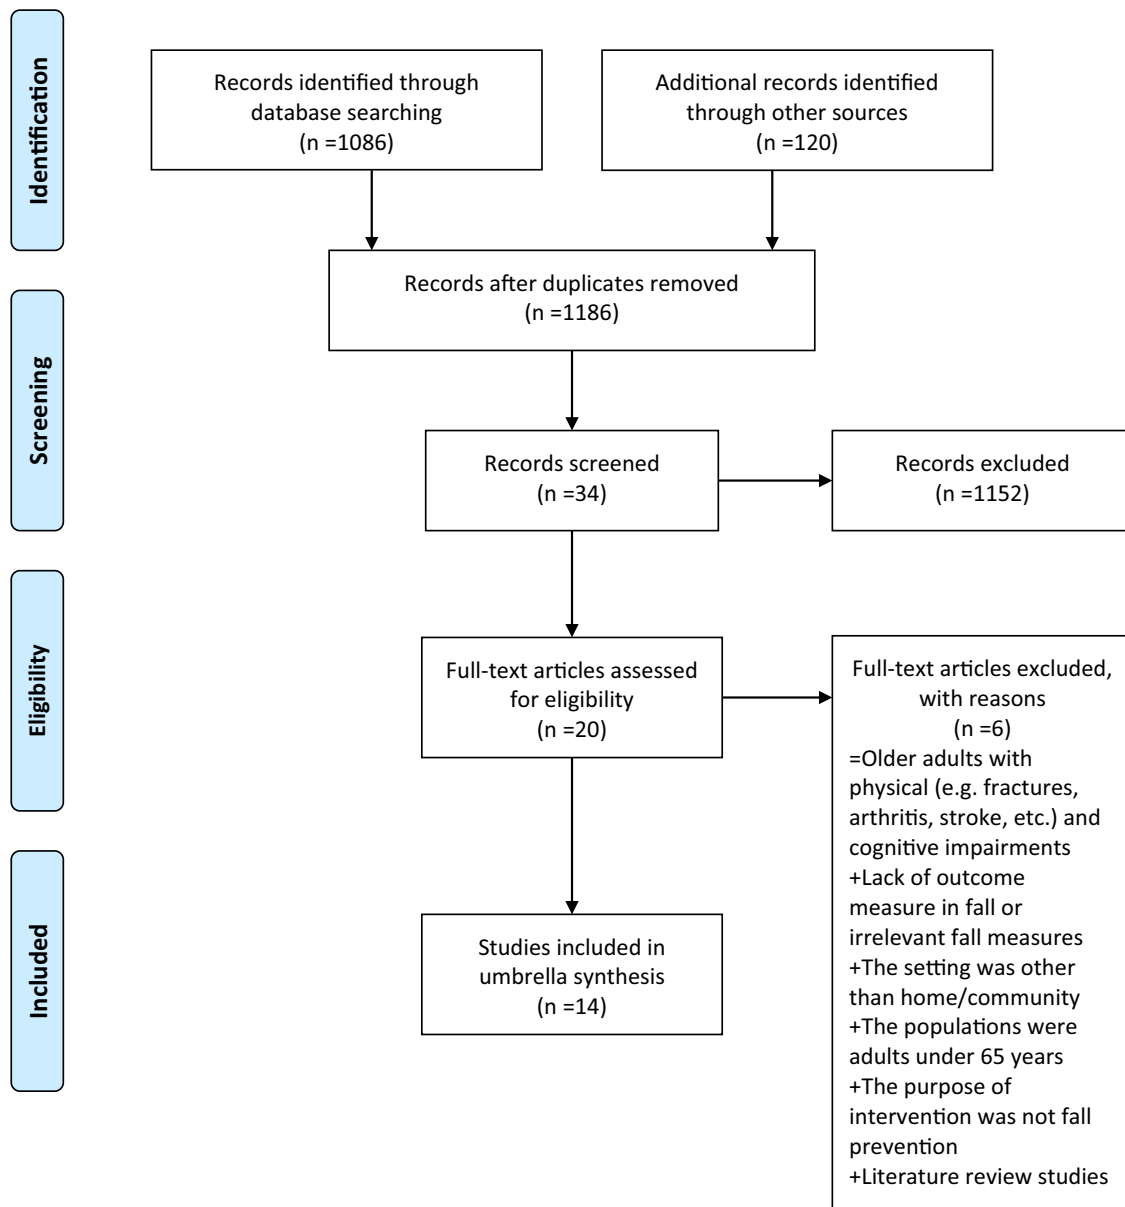 Identification
Records identified through
database searching
(n =1086)
Additional records identified
through other sources
(n =120)
Records after duplicates removed
(n =1186)
Screening
Records screened
(n =34)
Records excluded
(n =1152)
Eligibility
Full-text articles assessed
for eligibility
(n =20)
Full-text articles excluded,
with reasons
(n =6)
=Older adults with
physical (e.g. fractures,
arthritis, stroke, etc.) and
cognitive impairments
+Lack of outcome
measure in fall or
irrelevant fall measures
+The setting was other
than home/community
+The populations were
adults under 65 years
+The purpose of
intervention was not fall
prevention
+Literature review studies
Included
Studies included in
umbrella synthesis
(n =14)